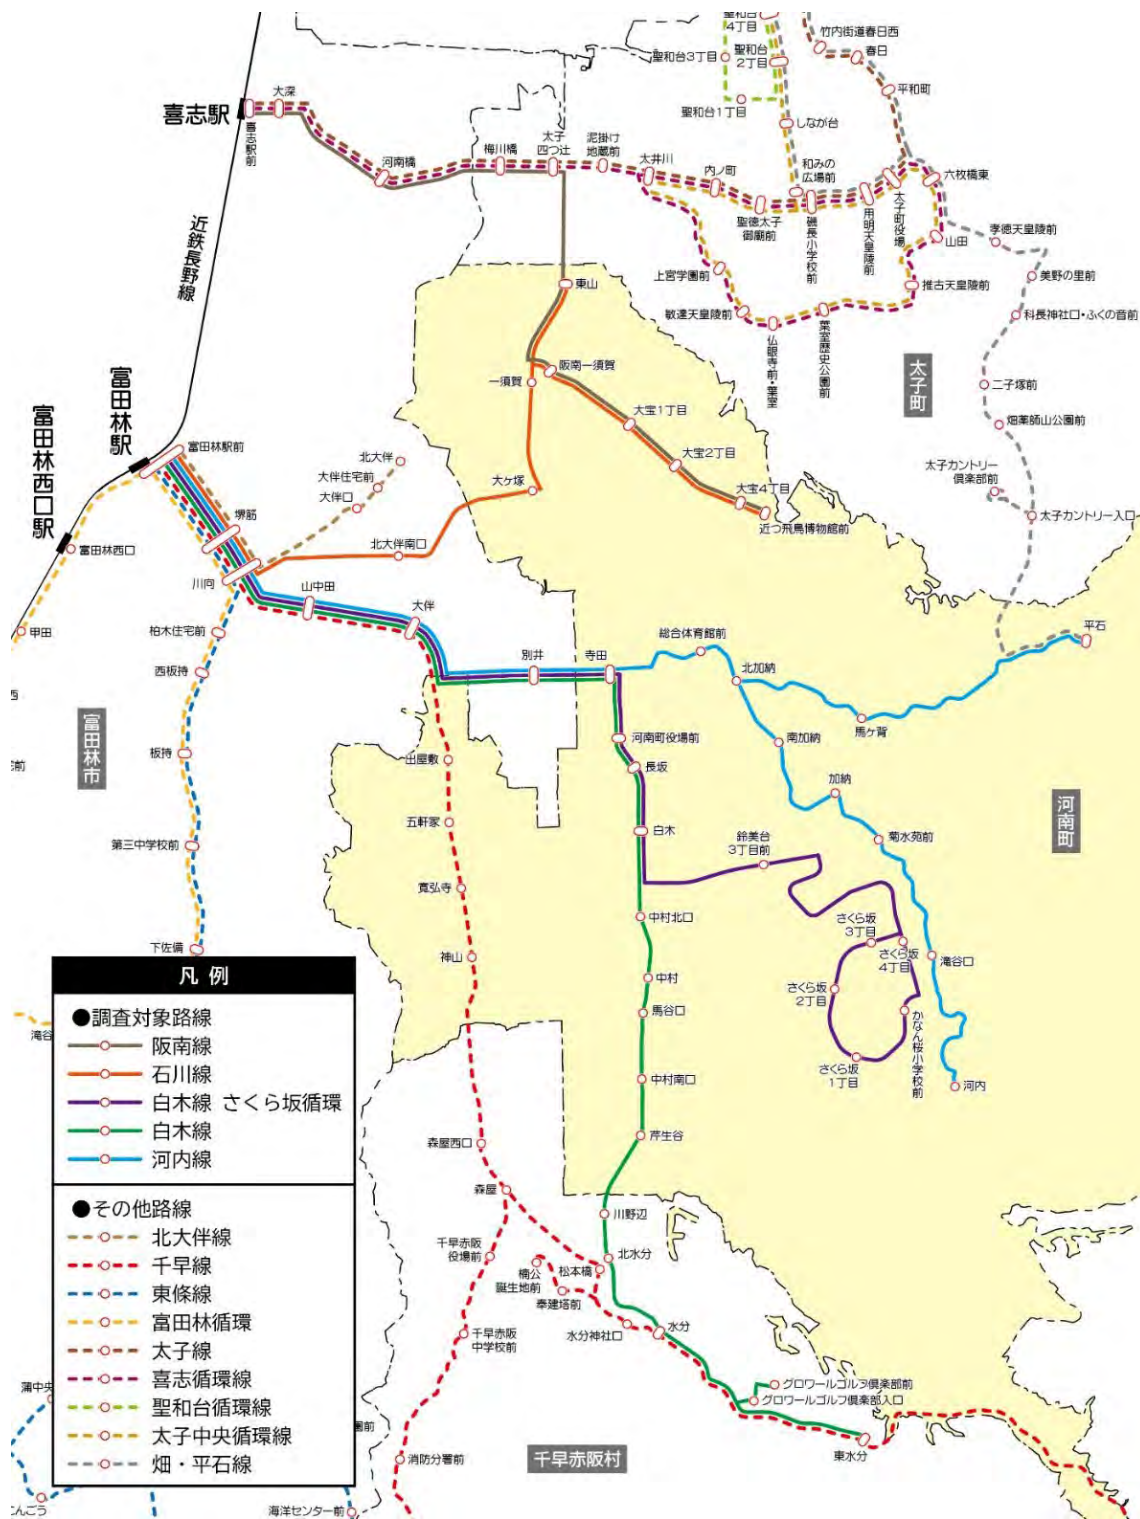 聖和台
4丁目
竹内街道春日西
春日
聖和台3丁目
聖和台
2丁目
平和町
聖和台1丁目
喜志駅
大深
しなが台
喜志駅前
太子
四つ辻
泥掛け
地蔵前
梅川橋
河南橋
太井川
内ノ町
和みの
広場前
六枚橋東
聖徳太子
御廟前
磯長小学校前
用明天皇陵前
太子町役場
山田
孝徳天皇陵前
近鉄長野線
上宮学園前
推古天皇陵前
美野の里前
東山
敏達天皇陵前
仏眼寺前・葉室
葉室歴史公園前
科長神社口・ふくの音前
太子町
阪南一須賀
一須賀
二子塚前
大宝1丁目
畑薬師山公園前
富田林駅
富田林西口駅
富田林駅前
北大伴
大伴住宅前
大伴口
大ヶ塚
大宝2丁目
大宝4丁目
近つ飛鳥博物館前
太子カントリー
倶楽部前
太子カントリー入口
堺筋
富田林西口
北大伴南口
川向
山中田
大伴
甲田
柏木住宅前
総合体育館前
平石
別井
寺田
北加納
西板持
西
富田林市
馬ヶ背
河南町役場前
南加納
板持
出屋敷
長坂
前
加納
河南町
五軒家
白木
鈴美台
3丁目前
菊水苑前
第三中学校前
寛弘寺
中村北口
さくら坂
3丁目
下佐備
神山
さくら坂
4丁目
滝谷口
凡 例
中村
さくら坂
2丁目
●調査対象路線
馬谷口
かなん桜小学校前
滝谷
阪南線
石川線
中村南口
さくら坂
1丁目
河内
白木線 さくら坂循環
白木線
芹生谷
河内線
森屋西口
森屋
●その他路線
川野辺
北大伴線
千早赤阪
役場前
北水分
千早線
楠公
誕生地前
松本橋
東條線
奉建塔前
富田林循環
千早赤阪
中学校前
水分神社口
水分
太子線
喜志循環線
蒲中央
グロワールゴルフ倶楽部前
聖和台循環線
グロワールゴルフ倶楽部入口
太子中央循環線
園前
畑・平石線
消防分署前
千早赤阪村
東水分
こんごう
海洋センター前